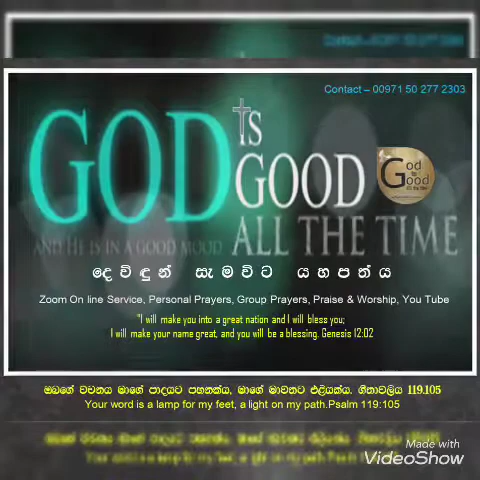 Contact – 00971 50 277 2303
GOD IS
GOOD
God
is
Good
All the time
AND HE IS IN A GOOD MOOD ALL THE TIME
දෙවිඳුන් සැමවිට යහපත්ය
Zoom On line Service, Personal Prayers, Group Prayers, Praise & Worship, You Tube
"I will make you into a great nation and I will bless you;
I will make your name great, and you will be a blessing. Genesis 12:02
ඔබගේ වචනය මාගේ පාදයට පහනක්ය, මාගේ මාවතට එළියක්ය. ගීතාවලිය 119.105
Your word is a lamp for my feet, a light on my path.Psalm 119:105
Made with
VideoShow